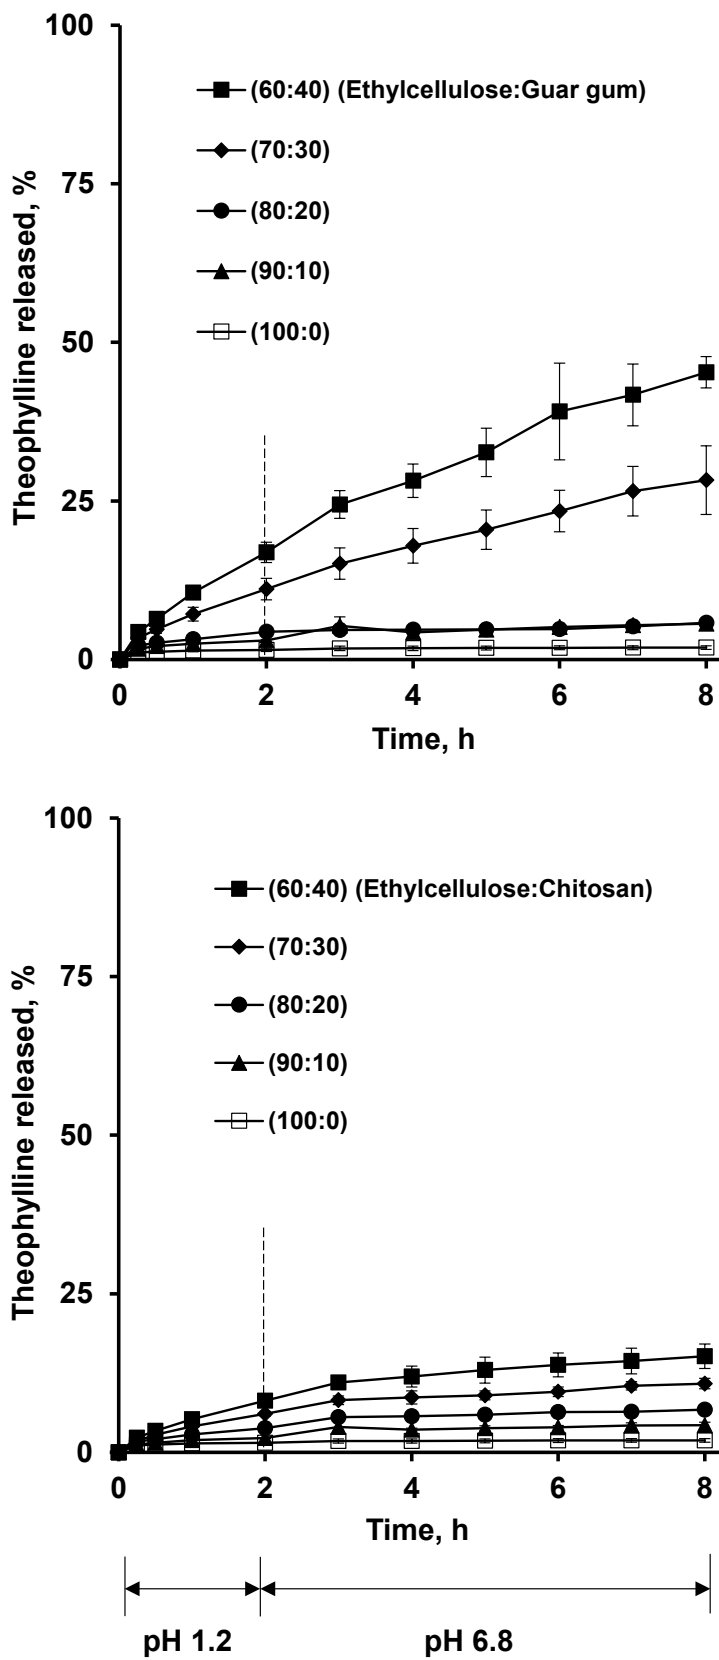 100
(60:40) (Ethylcellulose:Guar gum)
(70:30)
75
(80:20)
(90:10)
(100:0)
50
25
0
Theophylline released, %
0 2 4 6 8
Time, h
100
(60:40) (Ethylcellulose:Chitosan)
(70:30)
75
(80:20)
(90:10)
(100:0)
50
25
0
Theophylline released, %
0 2 4 6 8
Time, h
pH 1.2 pH 6.8